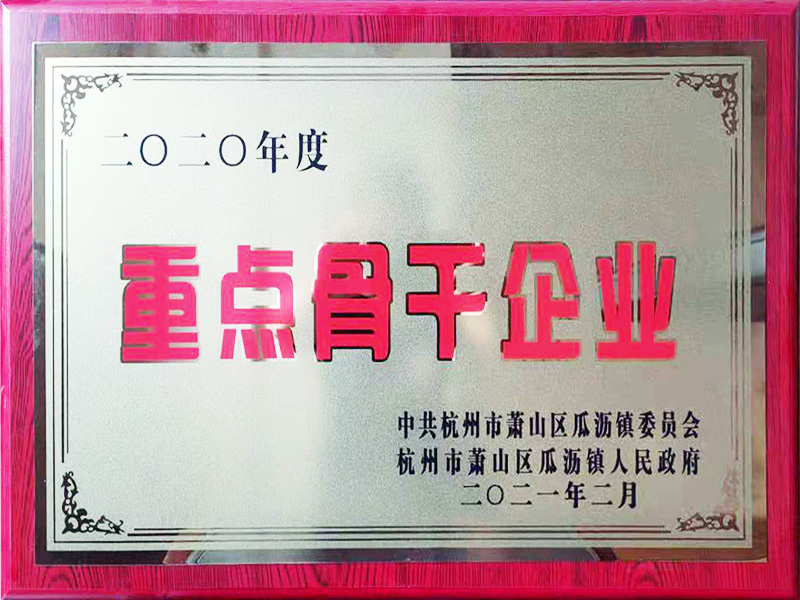 二〇二〇年度
重点骨干企业
中共杭州市萧山区瓜沥镇委员会
杭州市萧山区瓜沥镇人民政府
二〇二一年二月